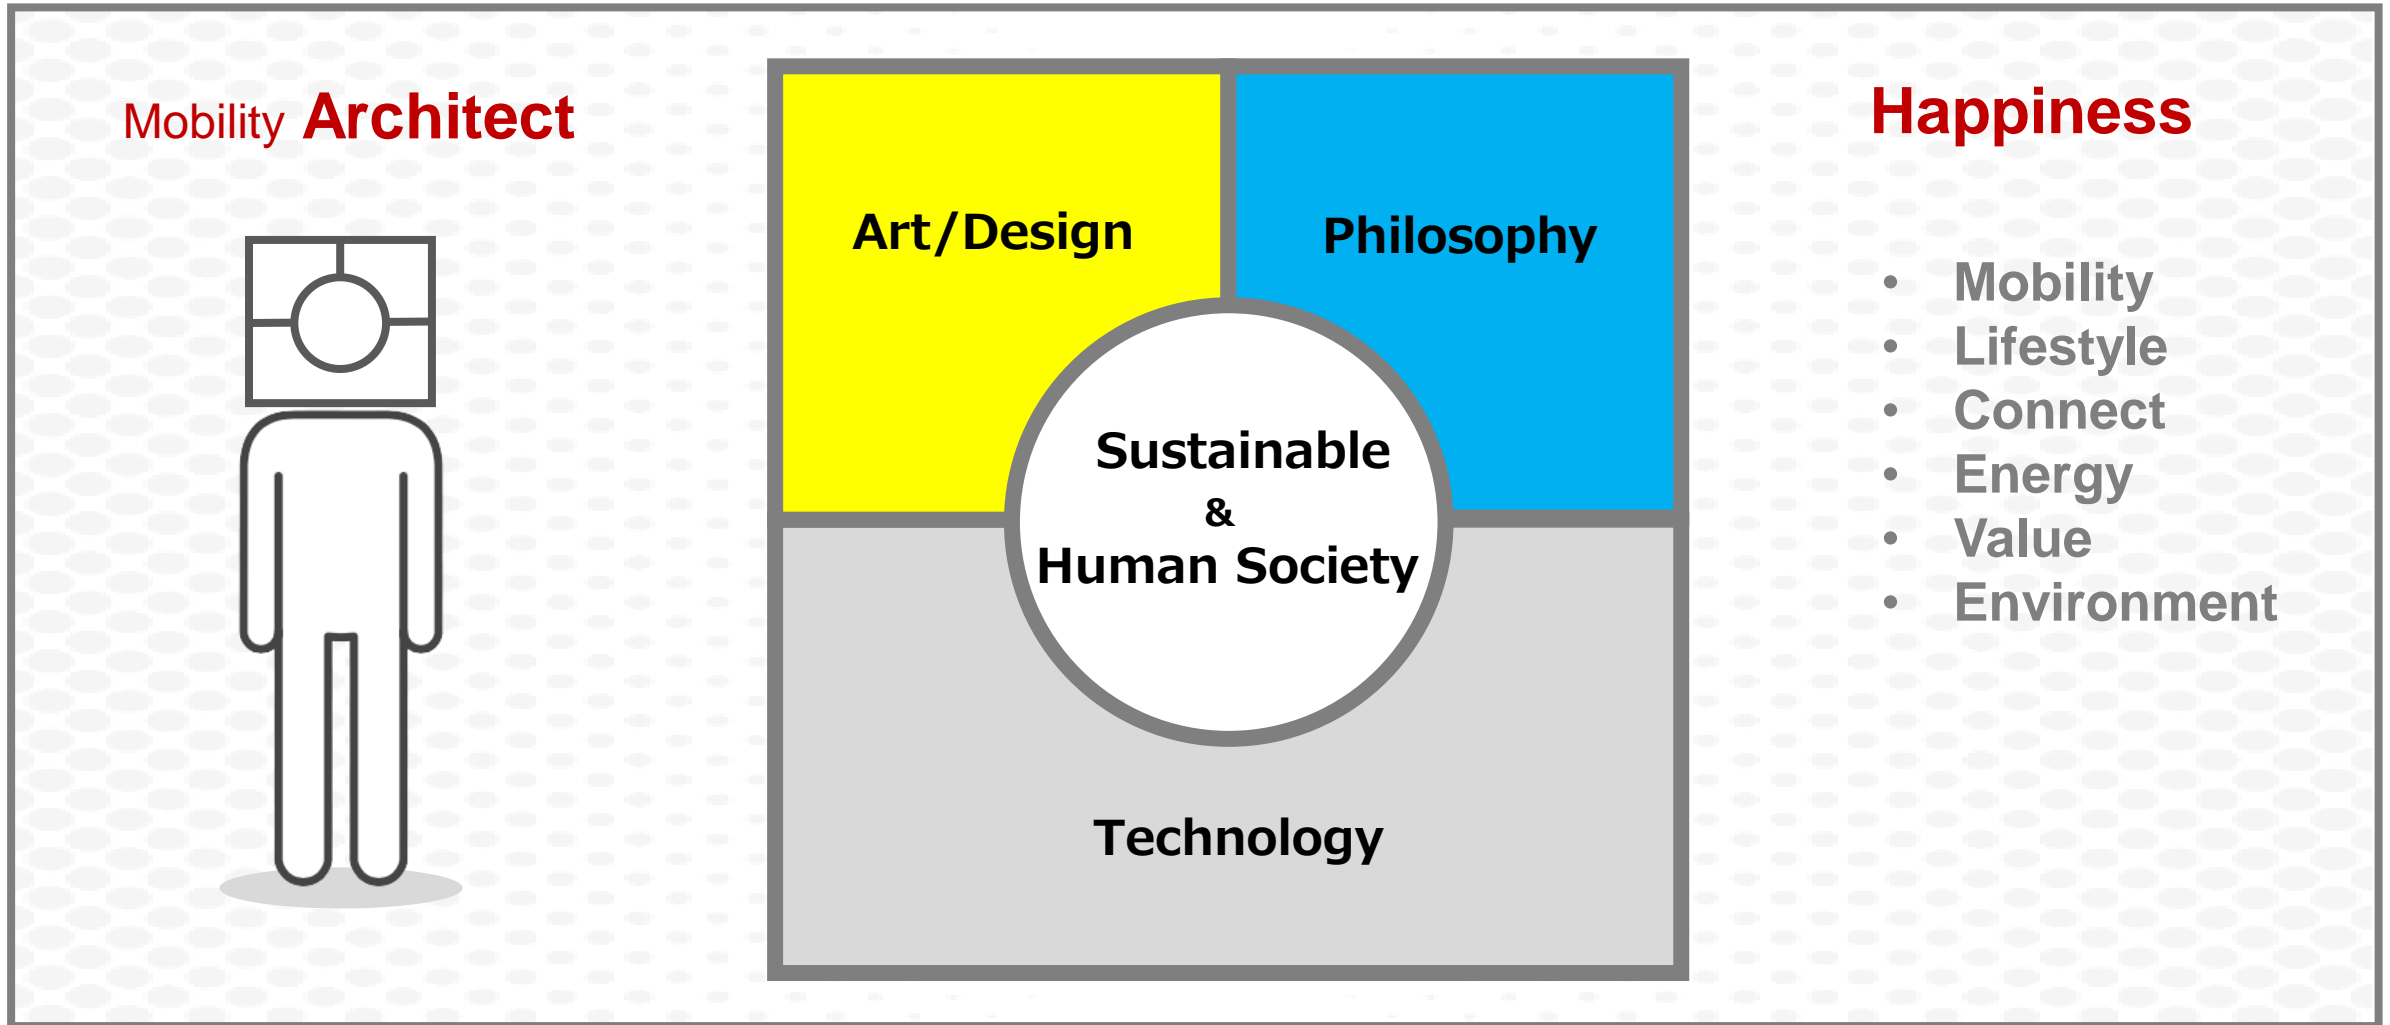 Mobility Architect
Art/Design
Philosophy
Sustainable
&
Human Society
Technology
Happiness
• Mobility
• Lifestyle
• Connect
• Energy
• Value
• Environment